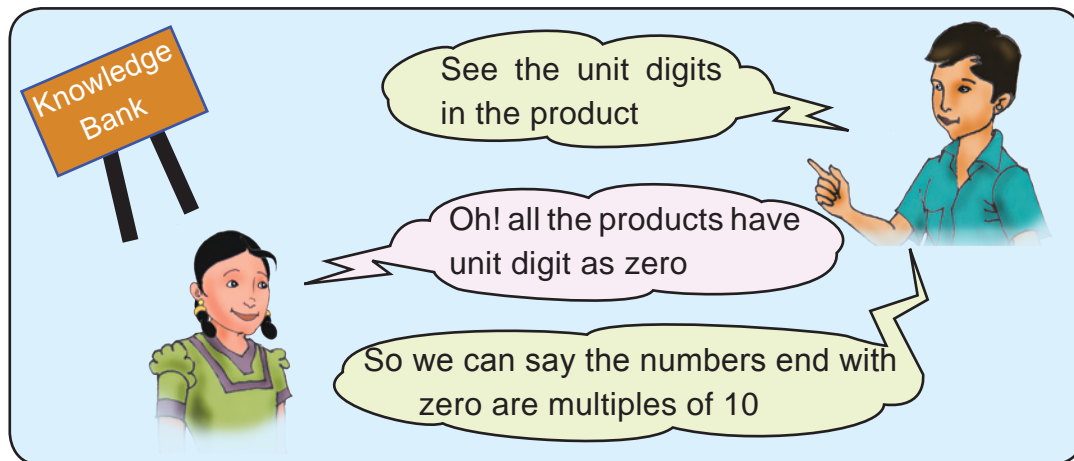 Knowledge
Bank
See the unit digits
in the product
Oh! all the products have
unit digit as zero
So we can say the numbers end with
zero are multiples of 10